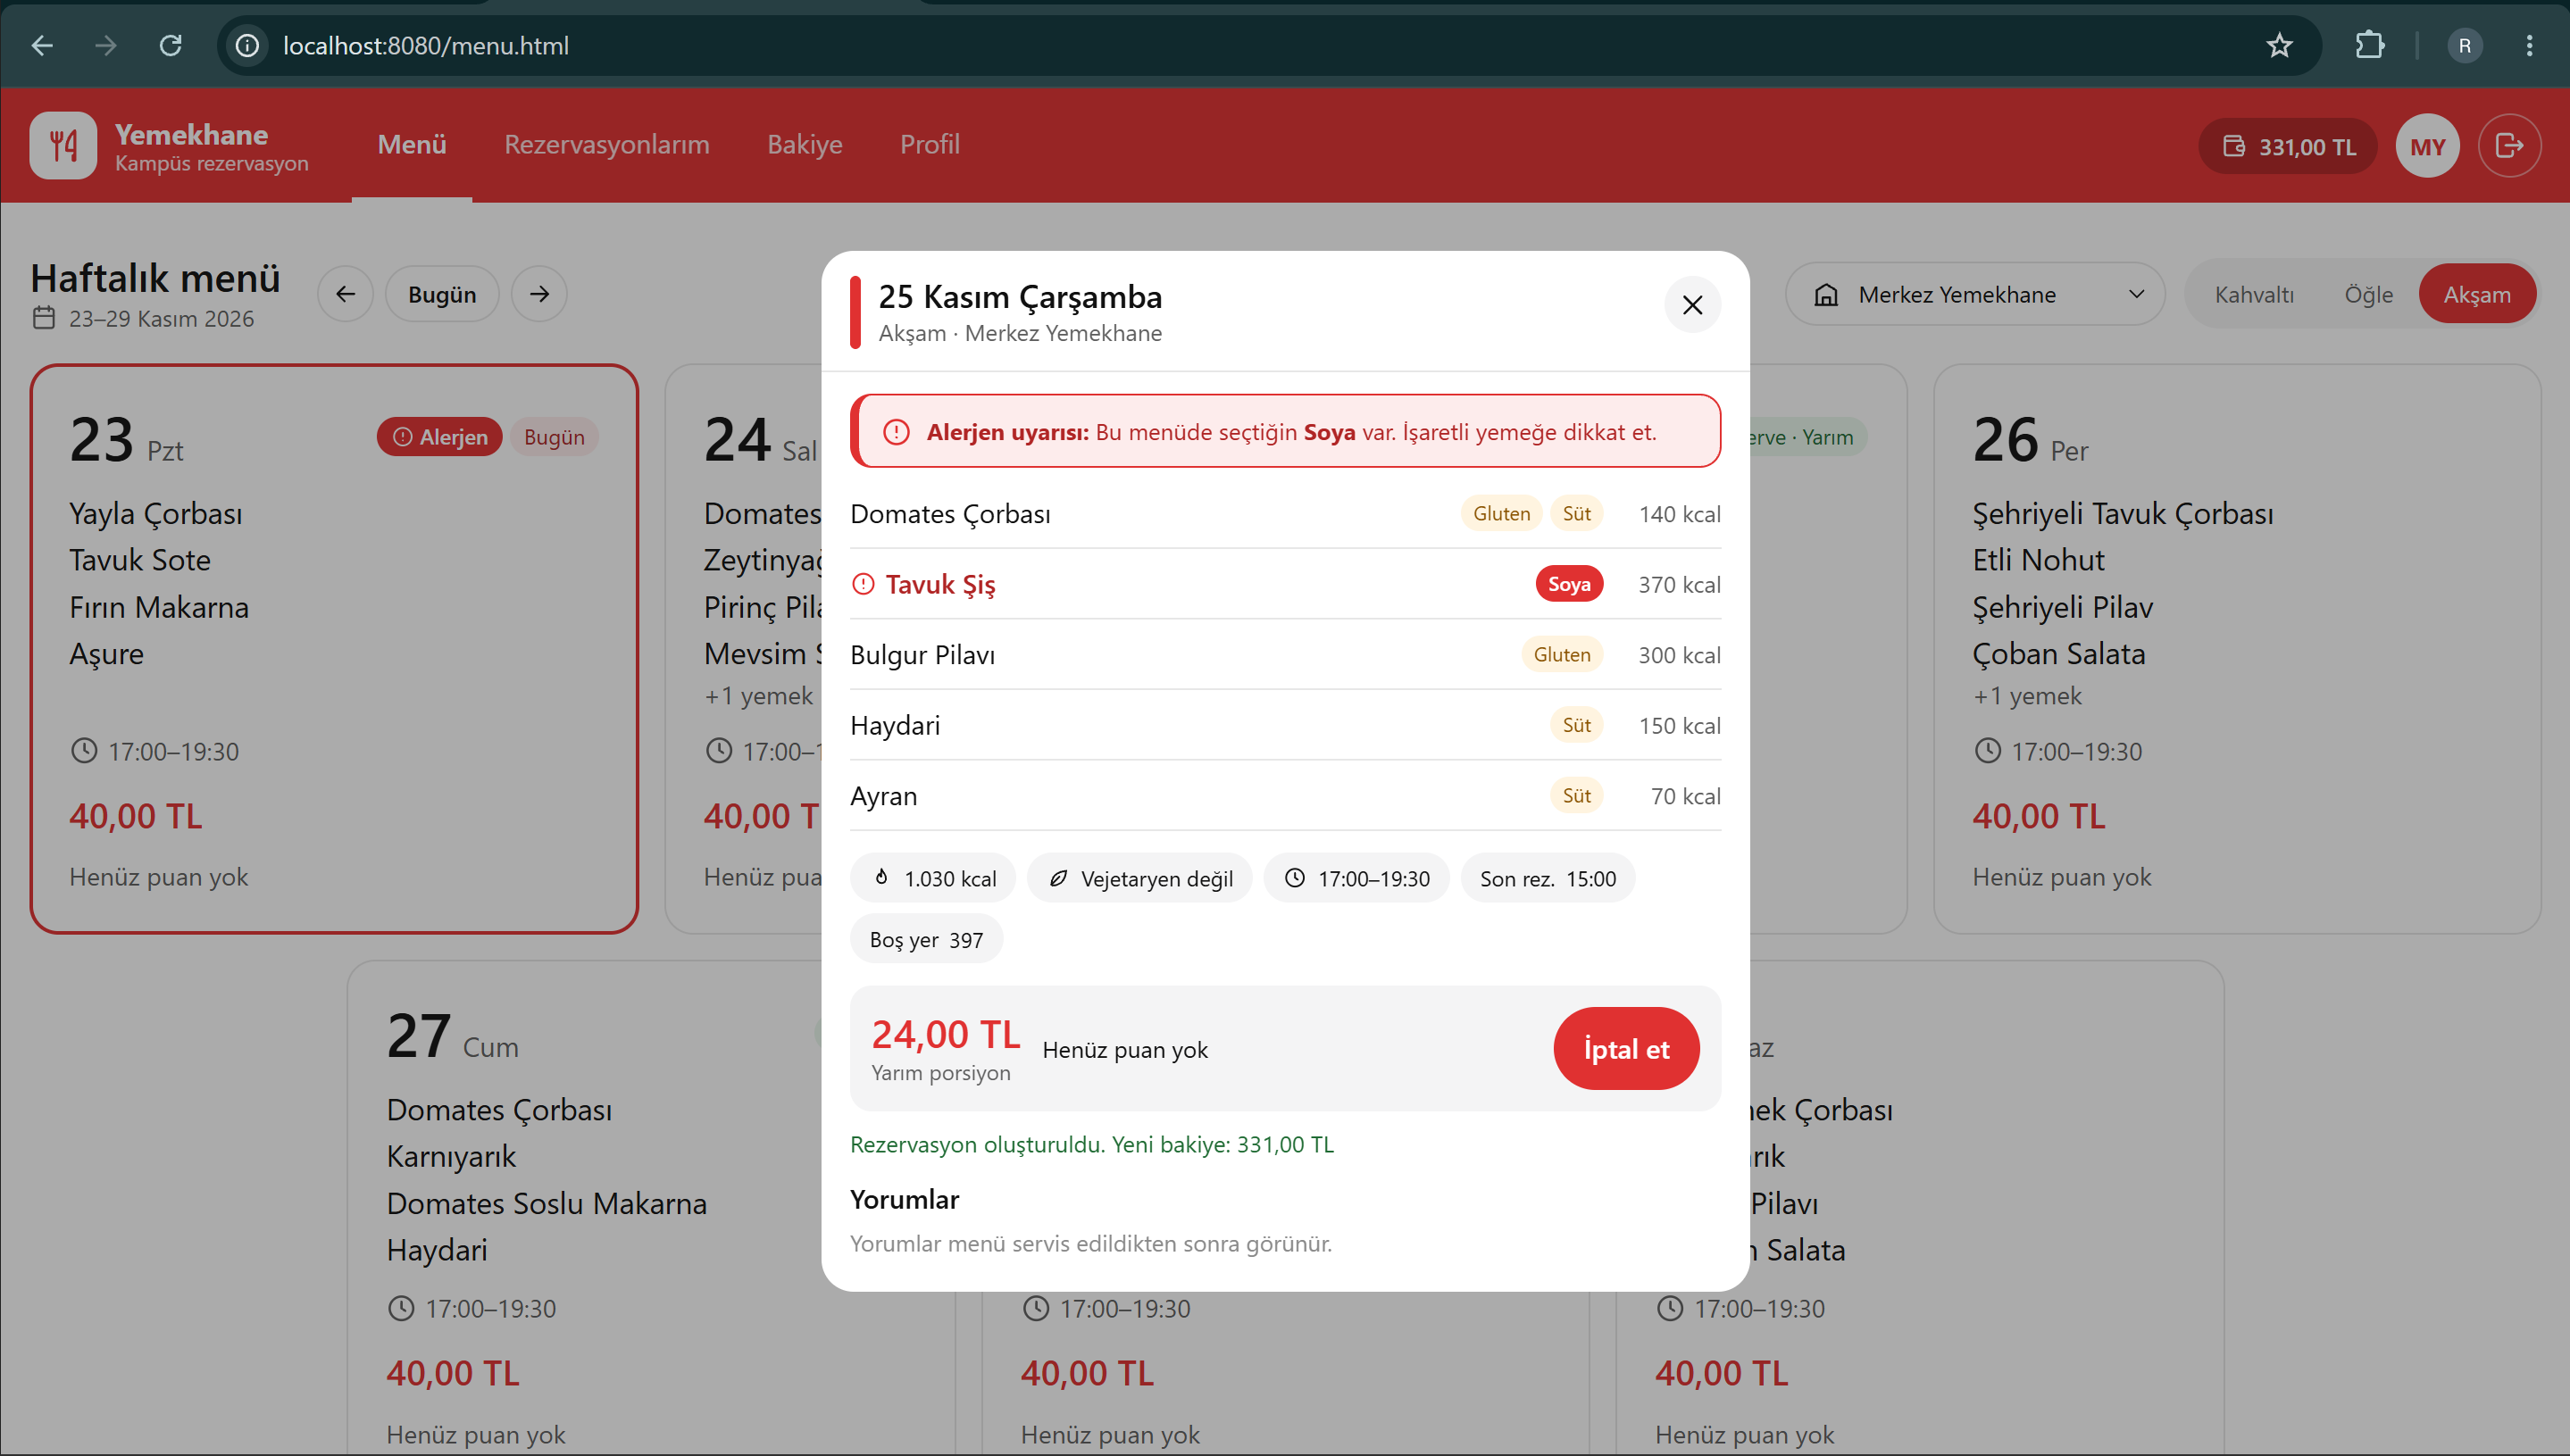 localhost:8080/menu.html
R
Yemekhane
Kampüs rezervasyon
Menü
Rezervasyonlarım
Bakiye
Profil
331,00 TL
MY
Haftalık menü
23–29 Kasım 2026
Bugün
Merkez Yemekhane
Kahvaltı
Öğle
Akşam
23 Pzt
Alerjen
Bugün
Yayla Çorbası
Tavuk Sote
Fırın Makarna
Aşure
17:00–19:30
40,00 TL
Henüz puan yok
24 Sal
Domates
Mevsim
+1 yemek
40,00
Henüz
25 Kasım Çarşamba
Akşam · Merkez Yemekhane
Alerjen uyarısı: Bu menüde seçtiğin Soya var. İşaretli yemeğe dikkat et.
Domates Çorbası Gluten Süt 140 kcal
Tavuk Şiş Soya 370 kcal
Bulgur Pilavı Gluten 300 kcal
Haydari Süt 150 kcal
Ayran Süt 70 kcal
1.030 kcal
Vejetaryen değil
17:00–19:30
Son rez. 15:00
Boş yer 397
24,00 TL
Yarım porsiyon
Henüz puan yok
İptal et
Rezervasyon oluşturuldu. Yeni bakiye: 331,00 TL
Yorumlar
Yorumlar menü servis edildikten sonra görünür.
· Yarım
26 Per
Şehriyeli Tavuk Çorbası
Etli Nohut
Şehriyeli Pilav
Çoban Salata
+1 yemek
17:00–19:30
40,00 TL
Henüz puan yok
27 Cum
Domates Çorbası
Karnıyarık
Domates Soslu Makarna
Haydari
17:00–19:30
40,00 TL
Henüz puan yok
17:00–19:30
40,00 TL
Henüz puan yok
Çorbası
Pilavı
Salata
17:00–19:30
40,00 TL
Henüz puan yok